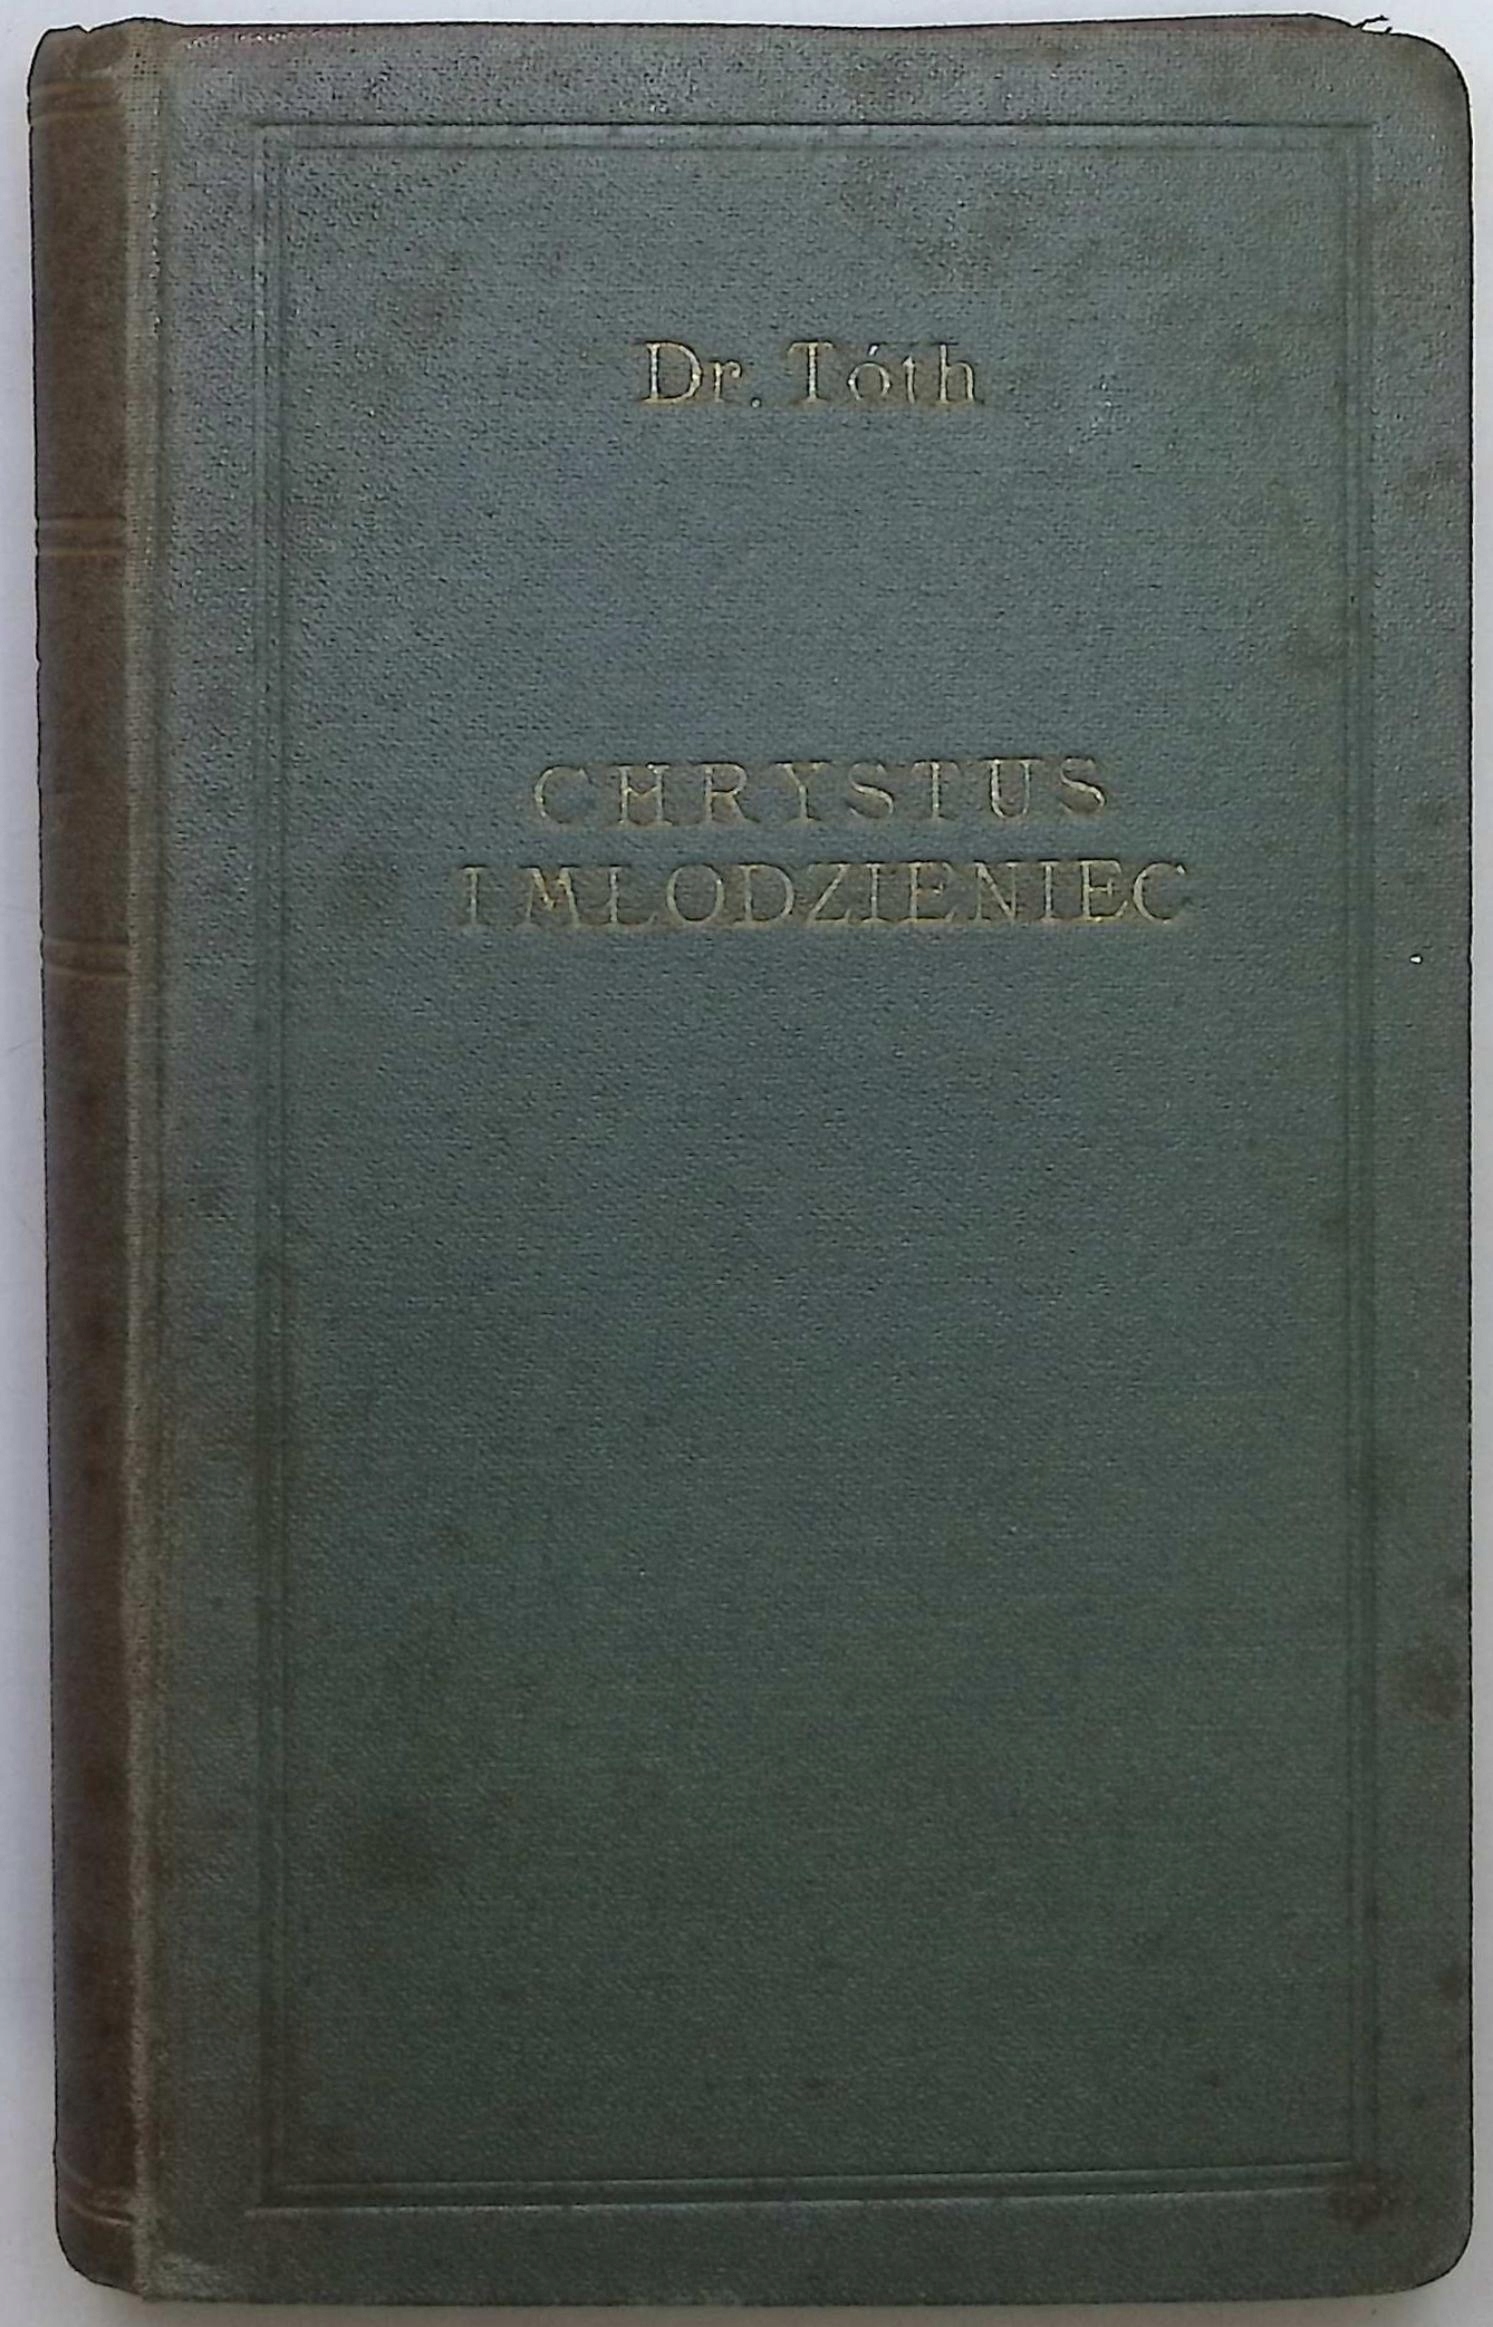 Dr. Tóth
CHRYSTUS
I MŁODZIENIEC